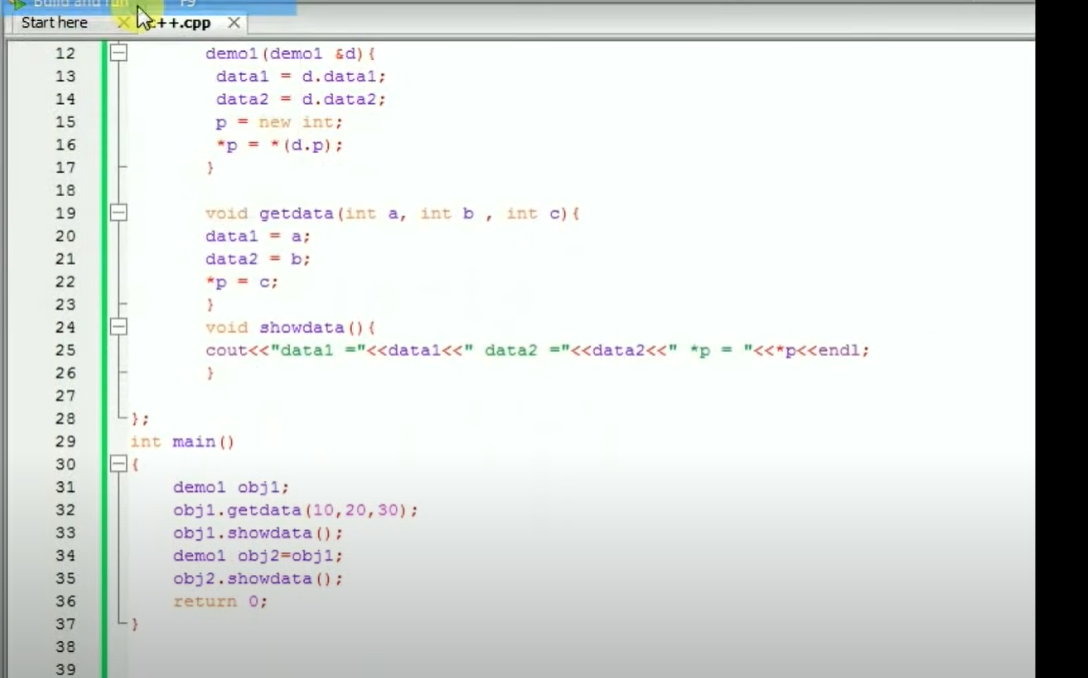 Build and run F9
Start here ++.cpp
12 demo1(demo1 &d){
13 data1 = d.data1;
14 data2 = d.data2;
15 p = new int;
16 *p = *(d.p);
17 }
18
19 void getdata(int a, int b , int c){
20 data1 = a;
21 data2 = b;
22 *p = c;
23 }
24 void showdata(){
25 cout<<"data1 ="<<data1<<" data2 ="<<data2<<" *p = "<<*p<<endl;
26 }
27
28 };
29 int main()
30 {
31 demo1 obj1;
32 obj1.getdata(10,20,30);
33 obj1.showdata();
34 demo1 obj2=obj1;
35 obj2.showdata();
36 return 0;
37 }
38
39